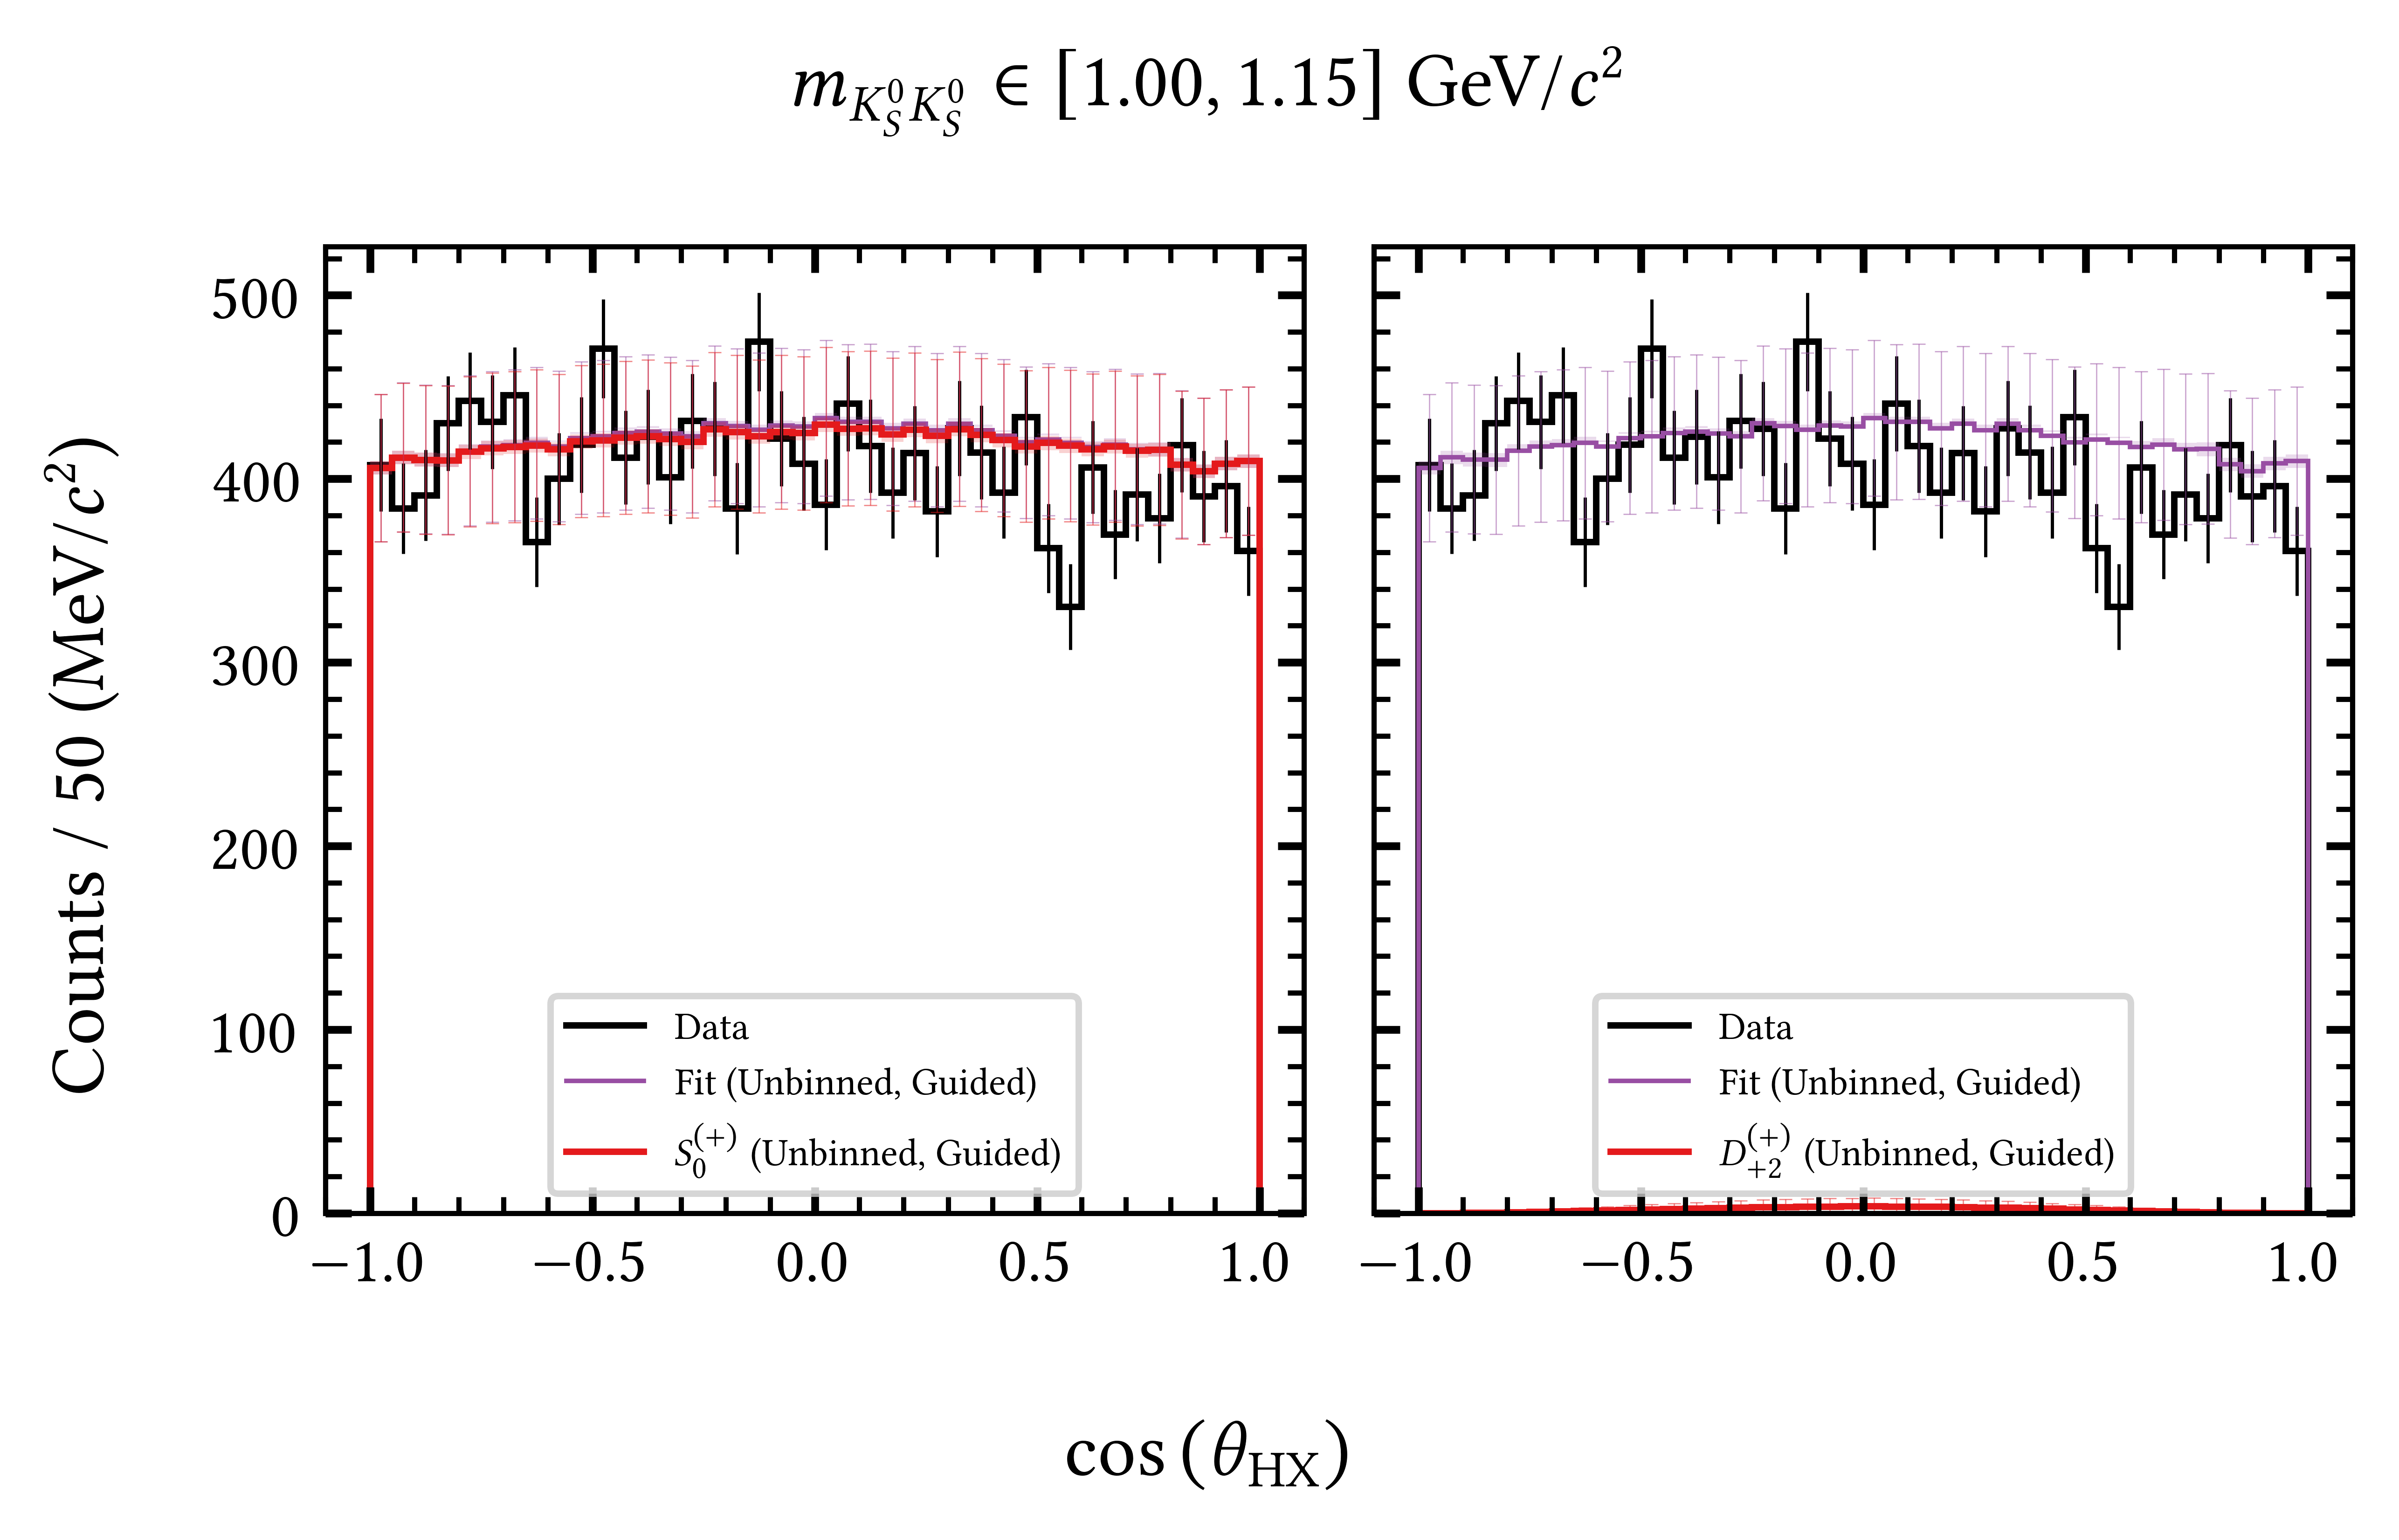 m_{K_S^0 K_S^0} ∈ [1.00, 1.15] GeV/c²
Counts / 50 (MeV/c²)
500
400
300
200
100
0
Data
Fit (Unbinned, Guided)
S_0^{(+)} (Unbinned, Guided)
−1.0 −0.5 0.0 0.5 1.0
Data
Fit (Unbinned, Guided)
D_{+2}^{(+)} (Unbinned, Guided)
−1.0 −0.5 0.0 0.5 1.0
cos (θ_{HX})